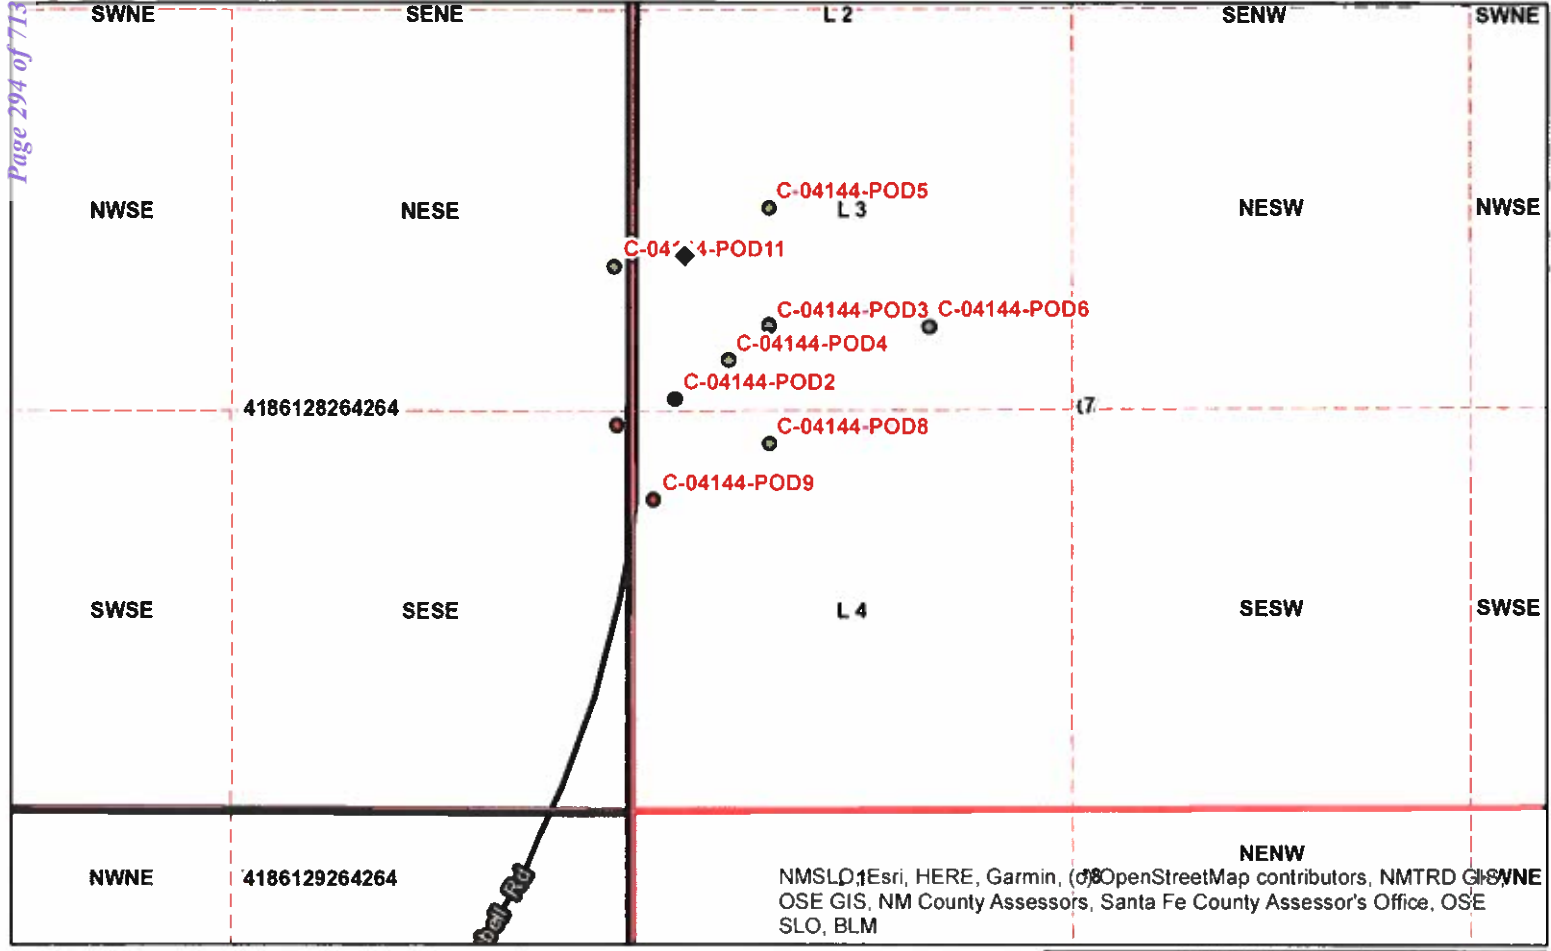 Page 294 of 713
SWNE SENE L 2 SENW SWNE
C-04144-POD5
NWSE NESE L 3 NESW NWSE
C-04144-POD11
C-04144-POD3 C-04144-POD6
C-04144-POD4
C-04144-POD2
4186128264264 (7
C-04144-POD8
C-04144-POD9
SWSE SESE L 4 SESW SWSE
NENW
NWNE 4186129264264
NMSLO, Esri, HERE, Garmin, (c) OpenStreetMap contributors, NMTRD GIS,
OSE GIS, NM County Assessors, Santa Fe County Assessor's Office, OSE
SLO, BLM
Rd